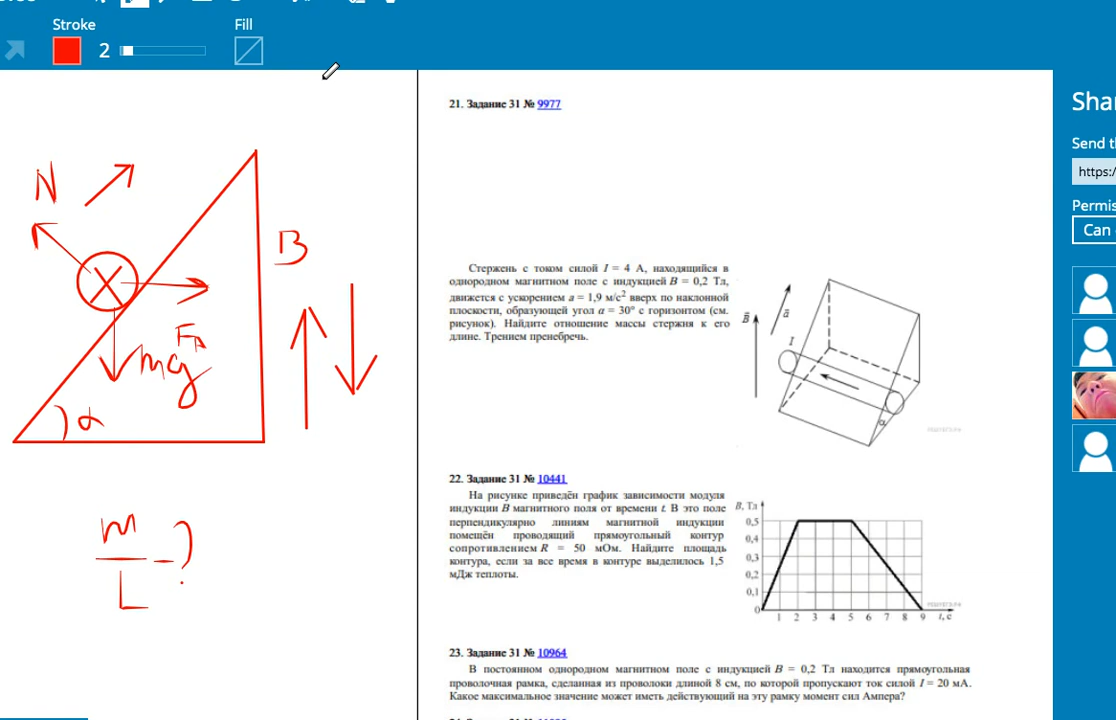 Stroke
Fill
2
N
B
F
mg
α
m
L
- ?
21. Задание 31 № 9977
Стержень с током силой I = 4 А, находящийся в
однородном магнитном поле с индукцией B = 0,2 Тл,
движется с ускорением a = 1,9 м/с² вверх по наклонной
плоскости, образующей угол α = 30° с горизонтом (см.
рисунок). Найдите отношение массы стержня к его
длине. Трением пренебречь.
B
a
I
α
22. Задание 31 № 10441
На рисунке приведён график зависимости модуля
индукции B магнитного поля от времени t. В это поле
перпендикулярно линиям магнитной индукции
помещён проводящий прямоугольный контур
сопротивлением R = 50 мОм. Найдите площадь
контура, если за все время в контуре выделилось 1,5
мДж теплоты.
B, Тл
0,5
0,4
0,3
0,2
0,1
0
1 2 3 4 5 6 7 8 9 t, с
23. Задание 31 № 10964
В постоянном однородном магнитном поле с индукцией B = 0,2 Тл находится прямоугольная
проволочная рамка, сделанная из проволоки длиной 8 см, по которой пропускают ток силой I = 20 мА.
Какое максимальное значение может иметь действующий на эту рамку момент сил Ампера?
Shar
Send th
https:/
Permis
Can